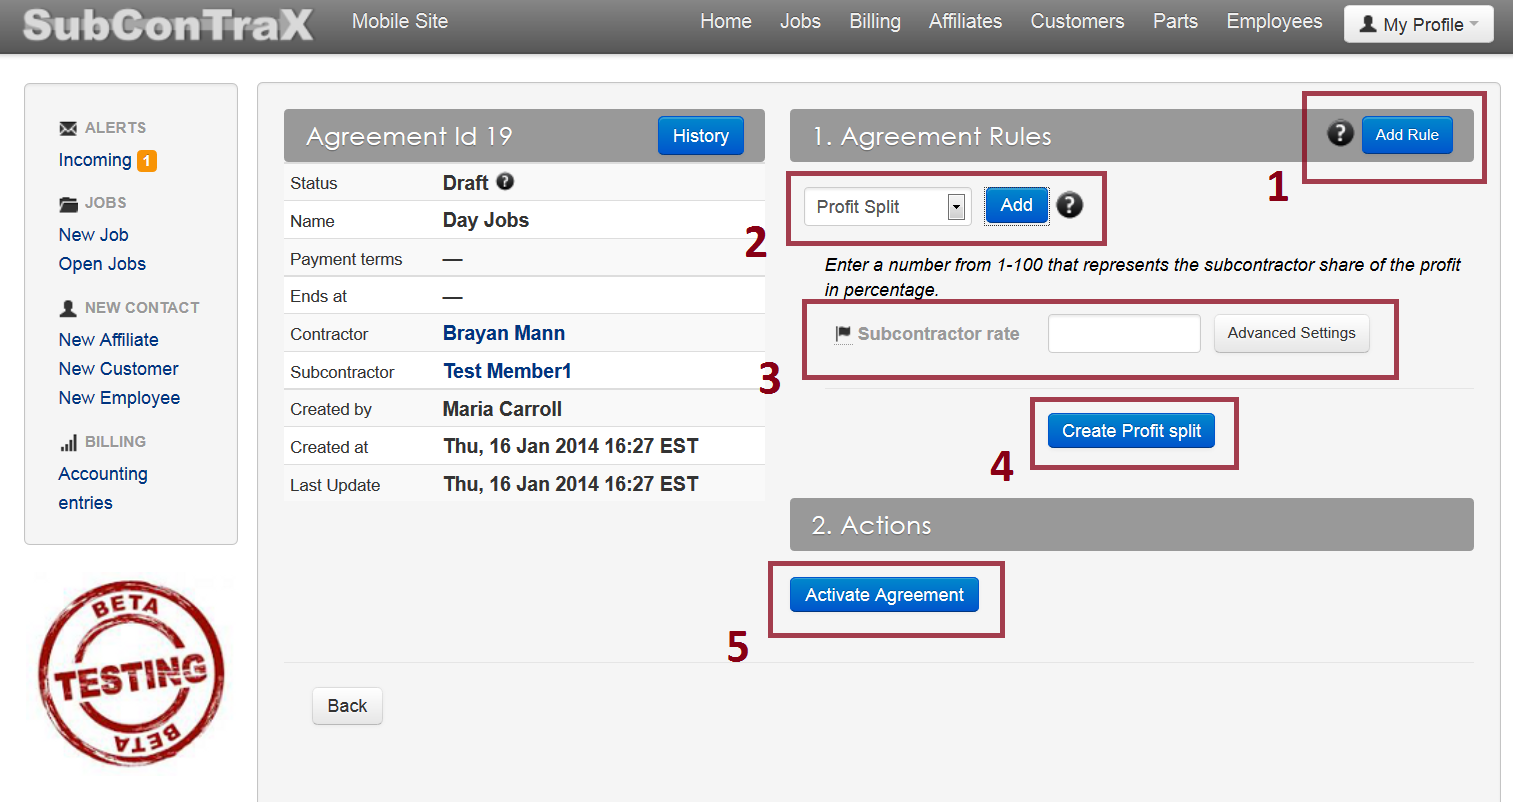 SubConTraX
Mobile Site
Home
Jobs
Billing
Affiliates
Customers
Parts
Employees
My Profile
ALERTS
Incoming 1
JOBS
New Job
Open Jobs
NEW CONTACT
New Affiliate
New Customer
New Employee
BILLING
Accounting
entries
BETA
TESTING
BETA
Agreement Id 19
History
Status Draft ?
Name Day Jobs
Payment terms —
Ends at —
Contractor Brayan Mann
Subcontractor Test Member1
Created by Maria Carroll
Created at Thu, 16 Jan 2014 16:27 EST
Last Update Thu, 16 Jan 2014 16:27 EST
Back
1. Agreement Rules
? Add Rule
1
Profit Split Add ?
2
Enter a number from 1-100 that represents the subcontractor share of the profit
in percentage.
Subcontractor rate Advanced Settings
3
Create Profit split
4
2. Actions
Activate Agreement
5